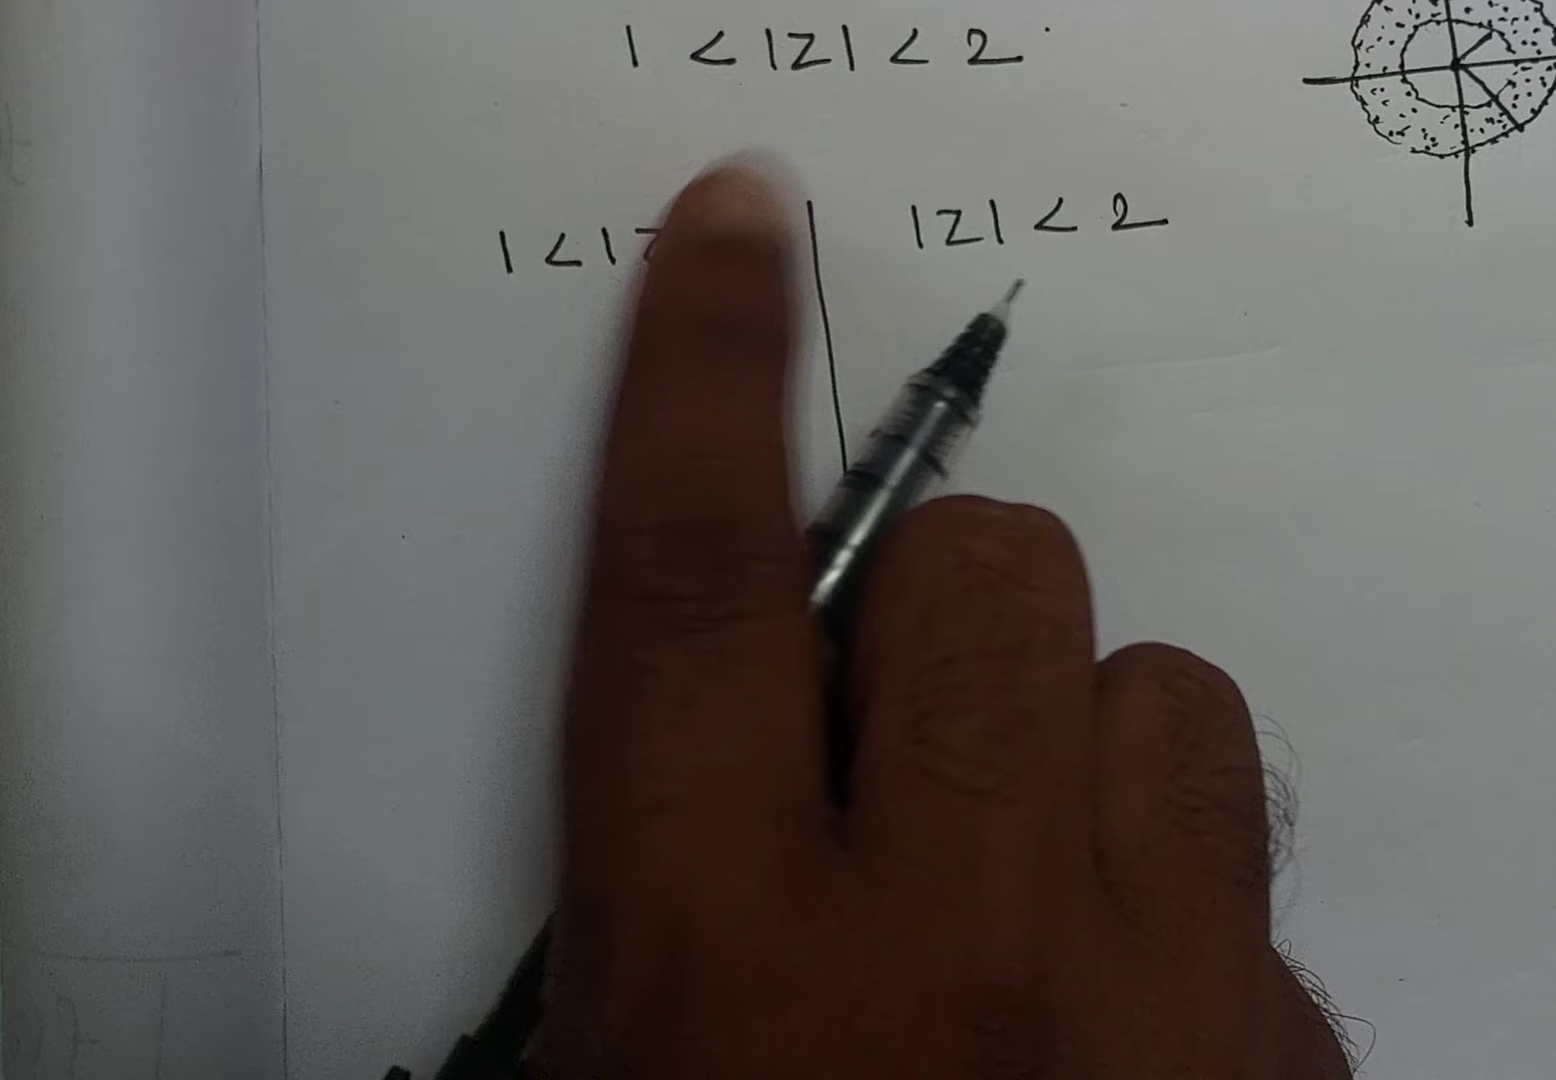 1 < |z| < 2
1 < |z
|z| < 2